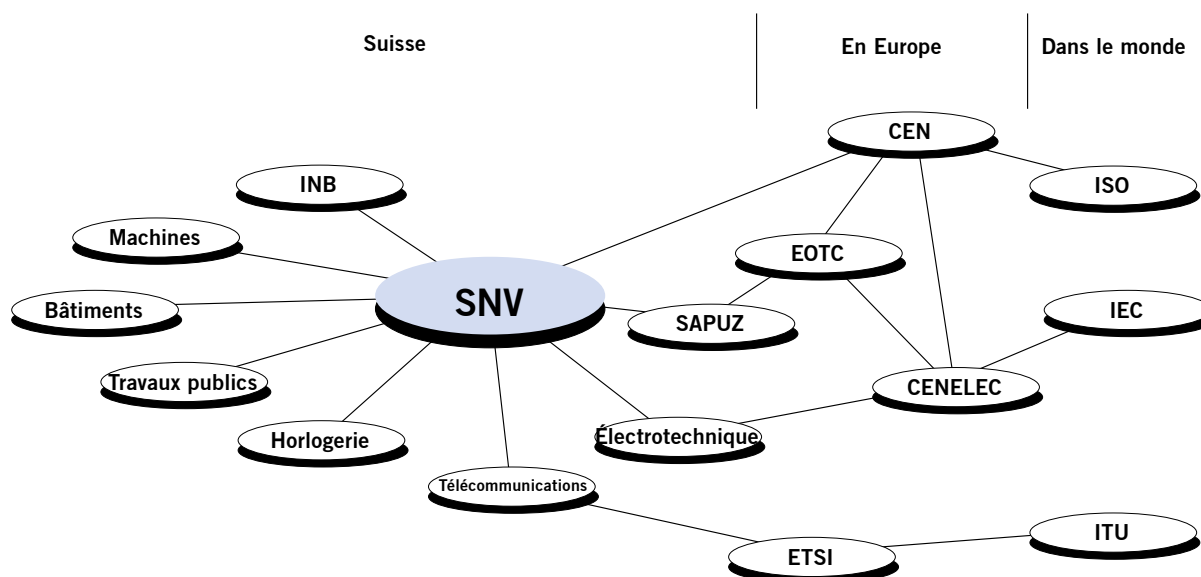 Suisse
En Europe
Dans le monde
CEN
INB
ISO
Machines
EOTC
SNV
Bâtiments
SAPUZ
IEC
Travaux publics
CENELEC
Horlogerie
Électrotechnique
Télécommunications
ITU
ETSI